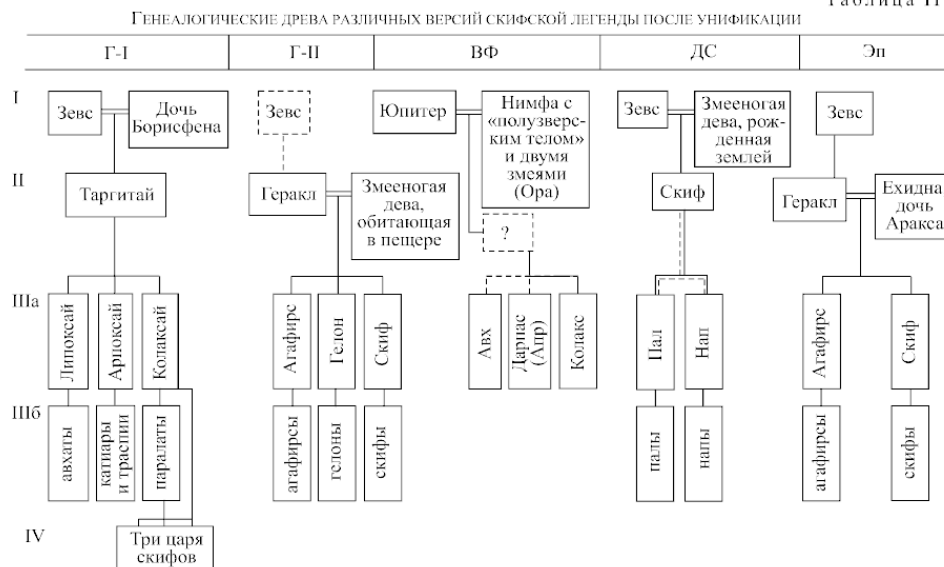 Таблица II
Генеалогические древа различных версий скифской легенды после унификации
Г-I
Г-II
ВФ
ДС
Эп
I
Зевс
Дочь
Борисфена
Зевс
Юпитер
Нимфа с
«полузверс-
ким телом»
и двумя
змеями
(Ора)
Зевс
Змееногая
дева, рож-
денная
землей
Зевс
II
Таргитай
Геракл
Змееногая
дева,
обитающая
в пещере
?
Скиф
Геракл
Ехидна,
дочь
Аракса
IIIа
Липоксай
Арпоксай
Колаксай
Агафирс
Гелон
Скиф
Авх
Дарпас
(Апр)
Колакс
Пал
Нап
Агафирс
Скиф
IIIб
авхаты
катиары
и траспии
паралаты
агафирсы
гелоны
скифы
палы
напы
агафирсы
скифы
IV
Три царя
скифов